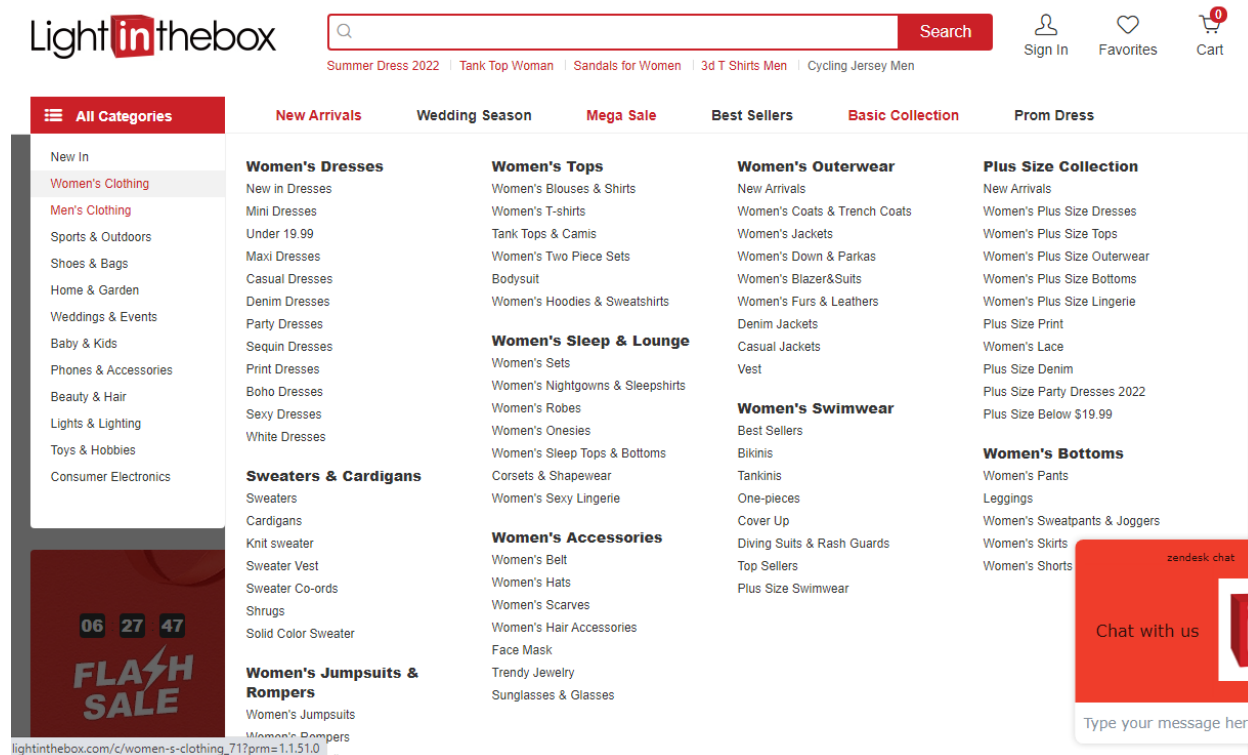 Lightinthebox
Search
Sign In
Favorites
0
Cart
Summer Dress 2022
Tank Top Woman
Sandals for Women
3d T Shirts Men
Cycling Jersey Men
All Categories
New Arrivals
Wedding Season
Mega Sale
Best Sellers
Basic Collection
Prom Dress
New In
Women's Clothing
Men's Clothing
Sports & Outdoors
Shoes & Bags
Home & Garden
Weddings & Events
Baby & Kids
Phones & Accessories
Beauty & Hair
Lights & Lighting
Toys & Hobbies
Consumer Electronics
06 27 47
FLASH
SALE
Women's Dresses
New in Dresses
Mini Dresses
Under 19.99
Maxi Dresses
Casual Dresses
Denim Dresses
Party Dresses
Sequin Dresses
Print Dresses
Boho Dresses
Sexy Dresses
White Dresses
Sweaters & Cardigans
Sweaters
Cardigans
Knit sweater
Sweater Vest
Sweater Co-ords
Shrugs
Solid Color Sweater
Women's Jumpsuits &
Rompers
Women's Jumpsuits
Women's Rompers
Women's Tops
Women's Blouses & Shirts
Women's T-shirts
Tank Tops & Camis
Women's Two Piece Sets
Bodysuit
Women's Hoodies & Sweatshirts
Women's Sleep & Lounge
Women's Sets
Women's Nightgowns & Sleepshirts
Women's Robes
Women's Onesies
Women's Sleep Tops & Bottoms
Corsets & Shapewear
Women's Sexy Lingerie
Women's Accessories
Women's Belt
Women's Hats
Women's Scarves
Women's Hair Accessories
Face Mask
Trendy Jewelry
Sunglasses & Glasses
Women's Outerwear
New Arrivals
Women's Coats & Trench Coats
Women's Jackets
Women's Down & Parkas
Women's Blazer&Suits
Women's Furs & Leathers
Denim Jackets
Casual Jackets
Vest
Women's Swimwear
Best Sellers
Bikinis
Tankinis
One-pieces
Cover Up
Diving Suits & Rash Guards
Top Sellers
Plus Size Swimwear
Plus Size Collection
New Arrivals
Women's Plus Size Dresses
Women's Plus Size Tops
Women's Plus Size Outerwear
Women's Plus Size Bottoms
Women's Plus Size Lingerie
Plus Size Print
Women's Lace
Plus Size Denim
Plus Size Party Dresses 2022
Plus Size Below $19.99
Women's Bottoms
Women's Pants
Leggings
Women's Sweatpants & Joggers
Women's Skirts
Women's Shorts
zendesk chat
Chat with us
Type your message her
lightinthebox.com/c/women-s-clothing_71?prm=1.1.51.0